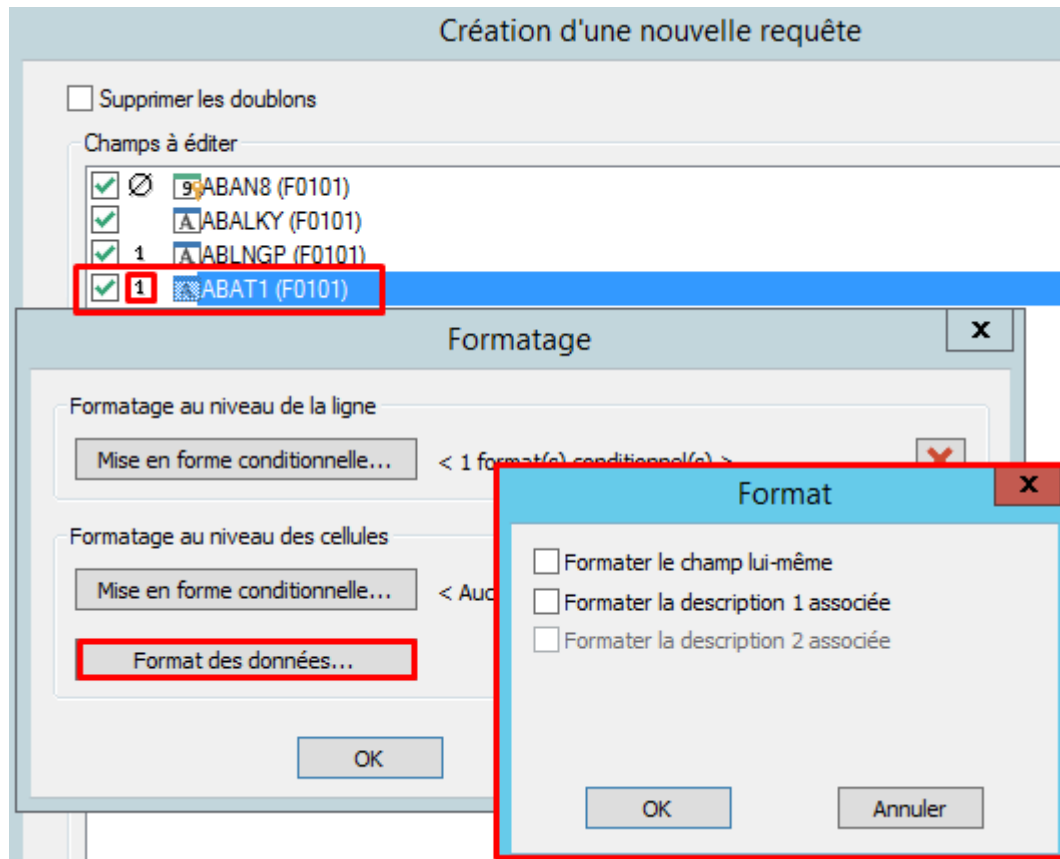 Création d'une nouvelle requête
Supprimer les doublons
Champs à éditer
ABAN8 (F0101)
A ABALKY (F0101)
1 A ABLNGP (F0101)
1 ABAT1 (F0101)
Formatage
x
Formatage au niveau de la ligne
Mise en forme conditionnelle... < 1 format(s) conditionnel(s) >
Formatage au niveau des cellules
Mise en forme conditionnelle... < Auc
Format des données...
OK
Format
x
Formater le champ lui-même
Formater la description 1 associée
Formater la description 2 associée
OK Annuler